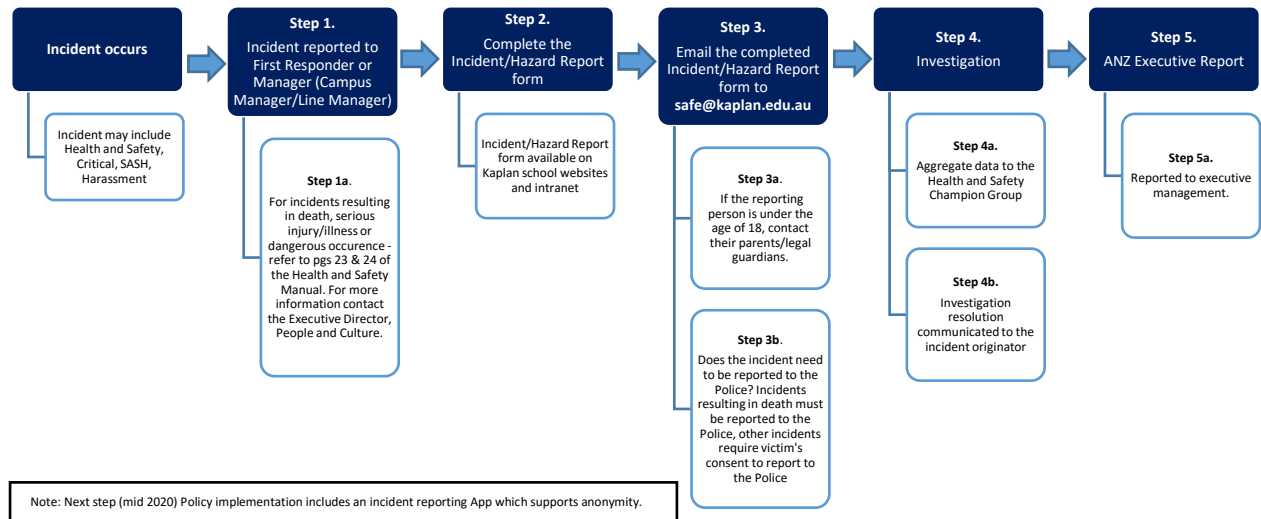 Incident occurs
Incident may include
Health and Safety,
Critical, SASH,
Harassment
Step 1.
Incident reported to
First Responder or
Manager (Campus
Manager/Line Manager)
Step 1a.
For incidents resulting
in death, serious
injury/illness or
dangerous occurence -
refer to pgs 23 & 24 of
the Health and Safety
Manual. For more
information contact
the Executive Director,
People and Culture.
Step 2.
Complete the
Incident/Hazard Report
form
Incident/Hazard Report
form available on
Kaplan school websites
and intranet
Step 3.
Email the completed
Incident/Hazard Report
form to
safe@kaplan.edu.au
Step 3a.
If the reporting
person is under the
age of 18, contact
their parents/legal
guardians.
Step 3b.
Does the incident need
to be reported to the
Police? Incidents
resulting in death must
be reported to the
Police, other incidents
require victim's
consent to report to
the Police
Step 4.
Investigation
Step 4a.
Aggregate data to the
Health and Safety
Champion Group
Step 4b.
Investigation
resolution
communicated to the
incident originator
Step 5.
ANZ Executive Report
Step 5a.
Reported to executive
management.
Note: Next step (mid 2020) Policy implementation includes an incident reporting App which supports anonymity.